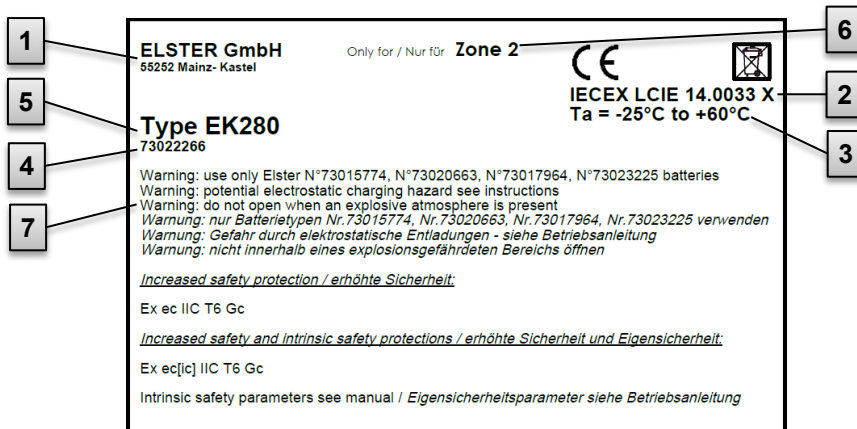 1
ELSTER GmbH
55252 Mainz- Kastel
Only for / Nur für Zone 2
6
CE
IECEX LCIE 14.0033 X
2
Ta = -25°C to +60°C
3
5
Type EK280
4
73022266
Warning: use only Elster N°73015774, N°73020663, N°73017964, N°73023225 batteries
Warning: potential electrostatic charging hazard see instructions
7
Warning: do not open when an explosive atmosphere is present
Warnung: nur Batterietypen Nr.73015774, Nr.73020663, Nr.73017964, Nr.73023225 verwenden
Warnung: Gefahr durch elektrostatische Entladungen - siehe Betriebsanleitung
Warnung: nicht innerhalb eines explosionsgefährdeten Bereichs öffnen
Increased safety protection / erhöhte Sicherheit:
Ex ec IIC T6 Gc
Increased safety and intrinsic safety protections / erhöhte Sicherheit und Eigensicherheit:
Ex ec[ic] IIC T6 Gc
Intrinsic safety parameters see manual / Eigensicherheitsparameter siehe Betriebsanleitung